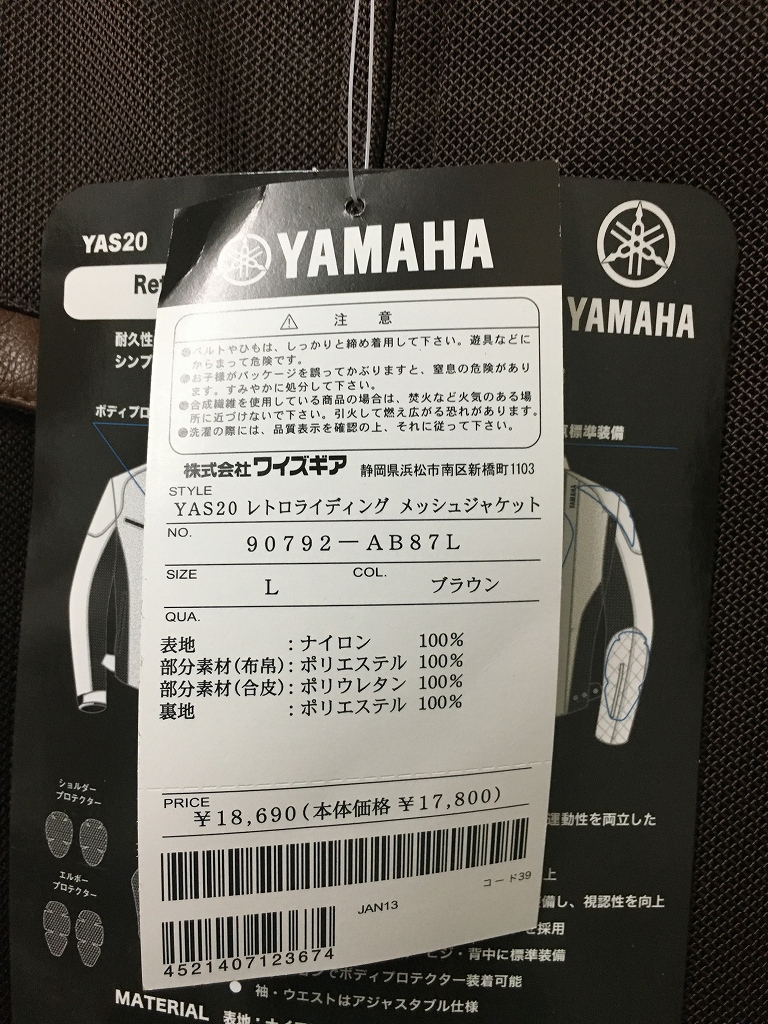 YAS20
YAMAHA
Ret
YAMAHA
耐久性
シンプ
ボディプロ
標準装備
注意
●ベルトやひもは、しっかりと締め着用して下さい。遊具などに
からまって危険です。
●お子様がパッケージを誤ってかぶりますと、窒息の危険があり
ます。すみやかに処分して下さい。
●合成繊維を使用している商品の場合は、焚火など火気のある場
所に近づけないで下さい。引火して燃え広がる恐れがあります。
●洗濯の際には、品質表示を確認の上、それに従って下さい。
株式会社ワイズギア 静岡県浜松市南区新橋町1103
STYLE
YAS20 レトロライディング メッシュジャケット
NO.
90792-AB87L
SIZE L COL. ブラウン
QUA.
表地 : ナイロン 100%
部分素材(布帛): ポリエステル 100%
部分素材(合皮): ポリウレタン 100%
裏地 : ポリエステル 100%
YAMAHA
ショルダー
プロテクター
エルボー
プロテクター
PRICE
¥18,690(本体価格 ¥17,800)
コード39
JAN13
4521407123674
運動性を両立した
上
備し、視認性を向上
を採用
ヒジ・背中に標準装備
ンでボディプロテクター装着可能
袖・ウエストはアジャスタブル仕様
MATERIAL 表地:ナイ